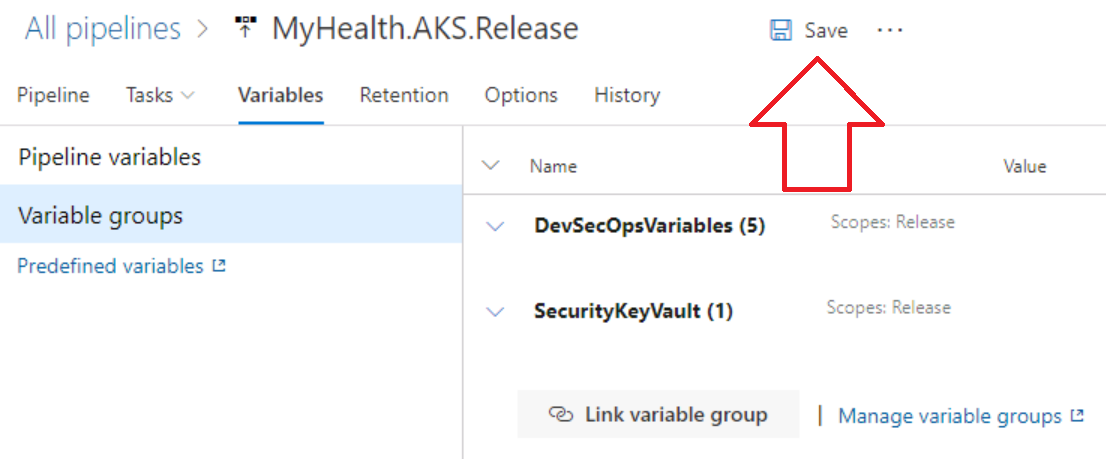 All pipelines > MyHealth.AKS.Release Save ...
Pipeline Tasks Variables Retention Options History
Pipeline variables
Name Value
Variable groups
DevSecOpsVariables (5) Scopes: Release
Predefined variables
SecurityKeyVault (1) Scopes: Release
Link variable group | Manage variable groups